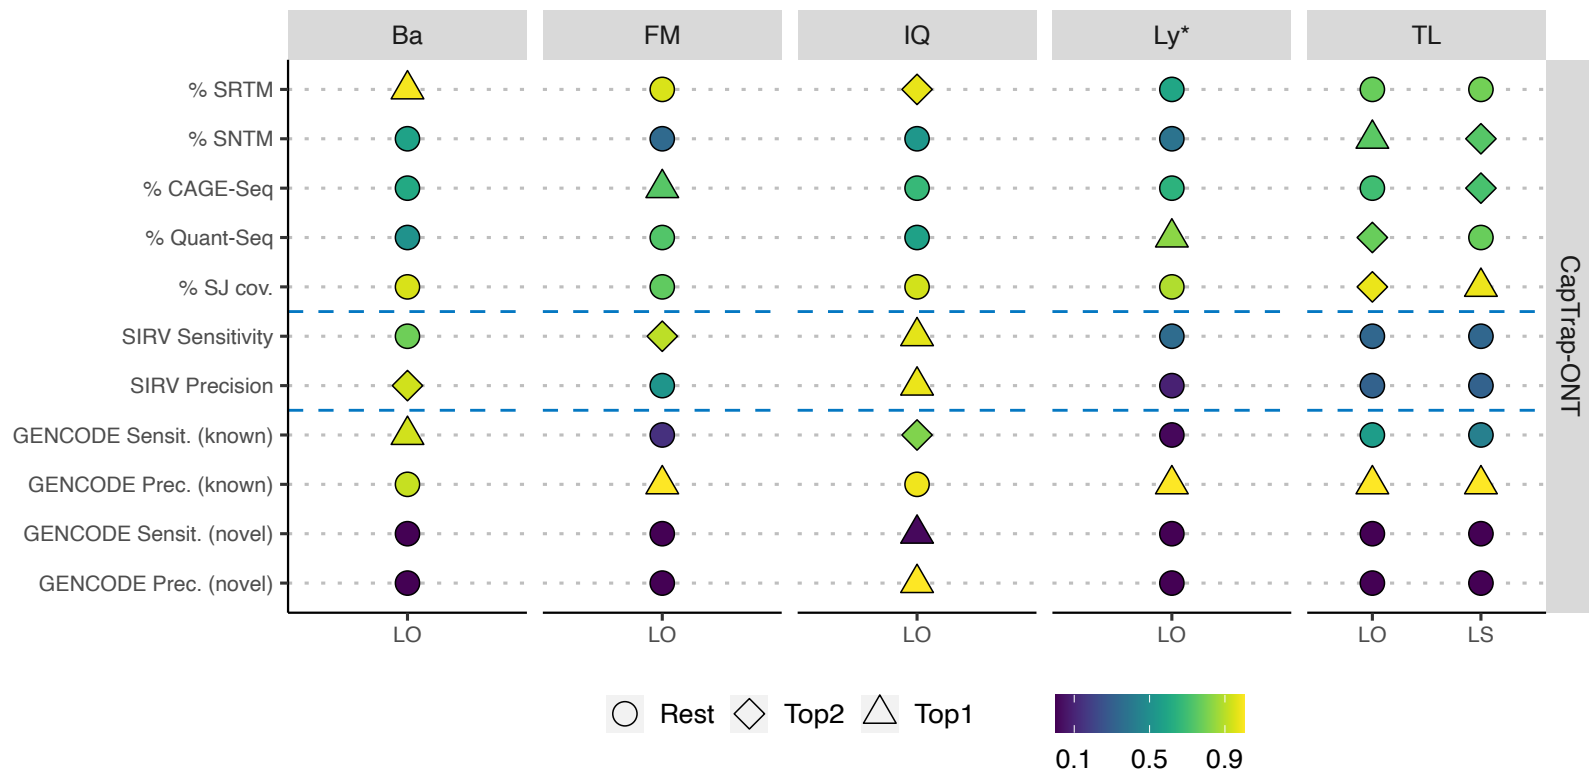 Ba FM IQ Ly* TL
% SRTM
% SNTM
% CAGE-Seq
% Quant-Seq
% SJ cov.
SIRV Sensitivity
SIRV Precision
GENCODE Sensit. (known)
GENCODE Prec. (known)
GENCODE Sensit. (novel)
GENCODE Prec. (novel)
CapTrap-ONT
LO LO LO LO LO LS
Rest Top2 Top1
0.1 0.5 0.9